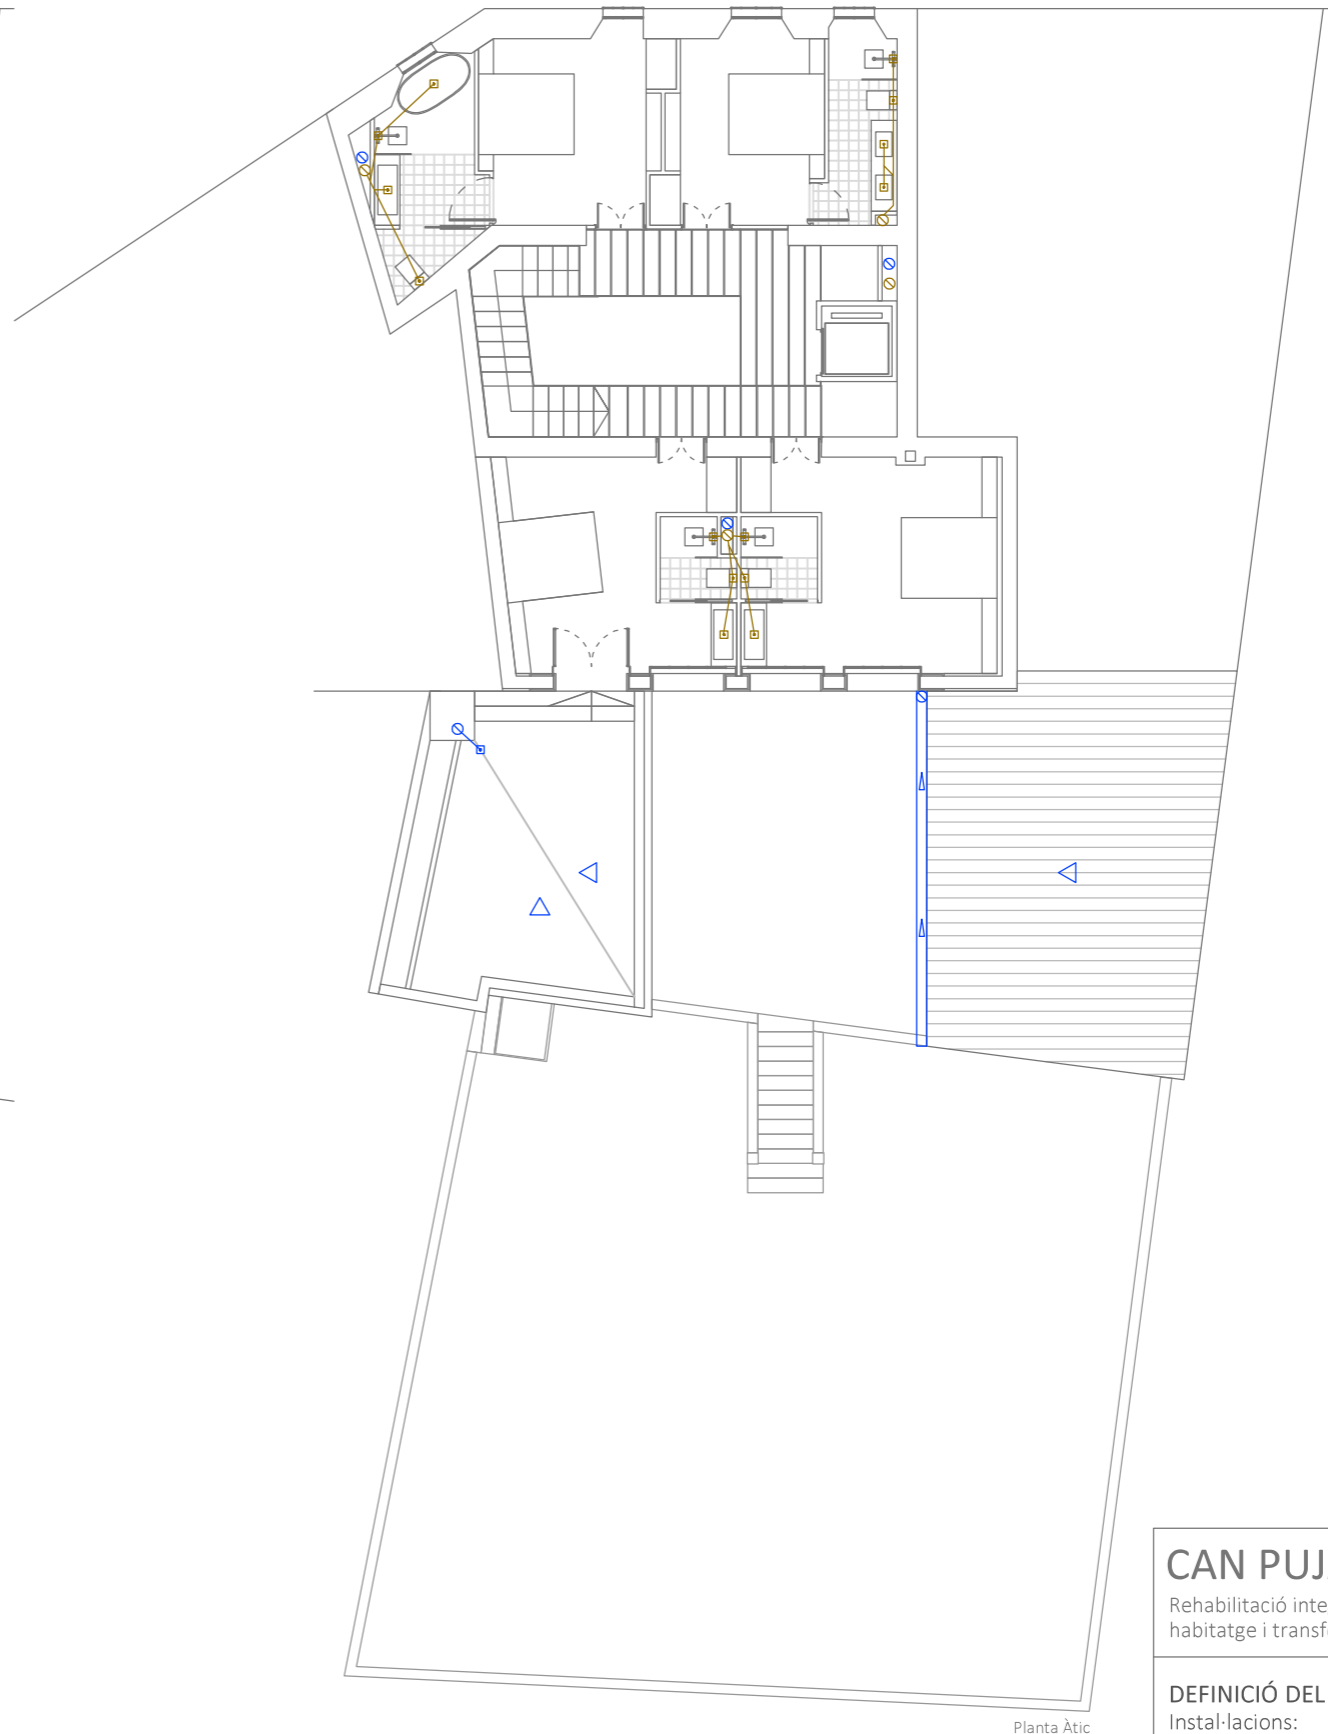 CAN PUJ
Rehabilitació inte
habitatge i transf
DEFINICIÓ DEL
Instal·lacions:
Planta Àtic